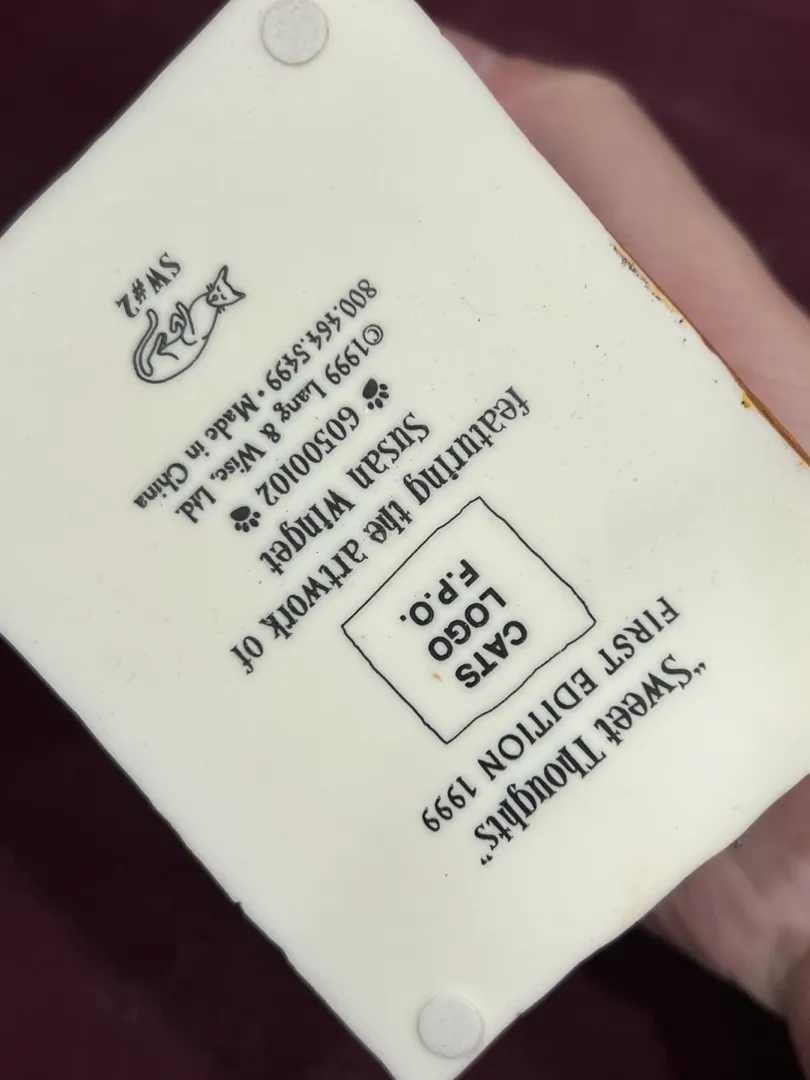 "Sweet Thoughts"
FIRST EDITION 1999
CATS
LOGO
F.P.O.
featuring the artwork of
Susan Winget
60500102
©1999 Lang & Wise, Ltd.
800.464.5499 • Made in China
SW#2